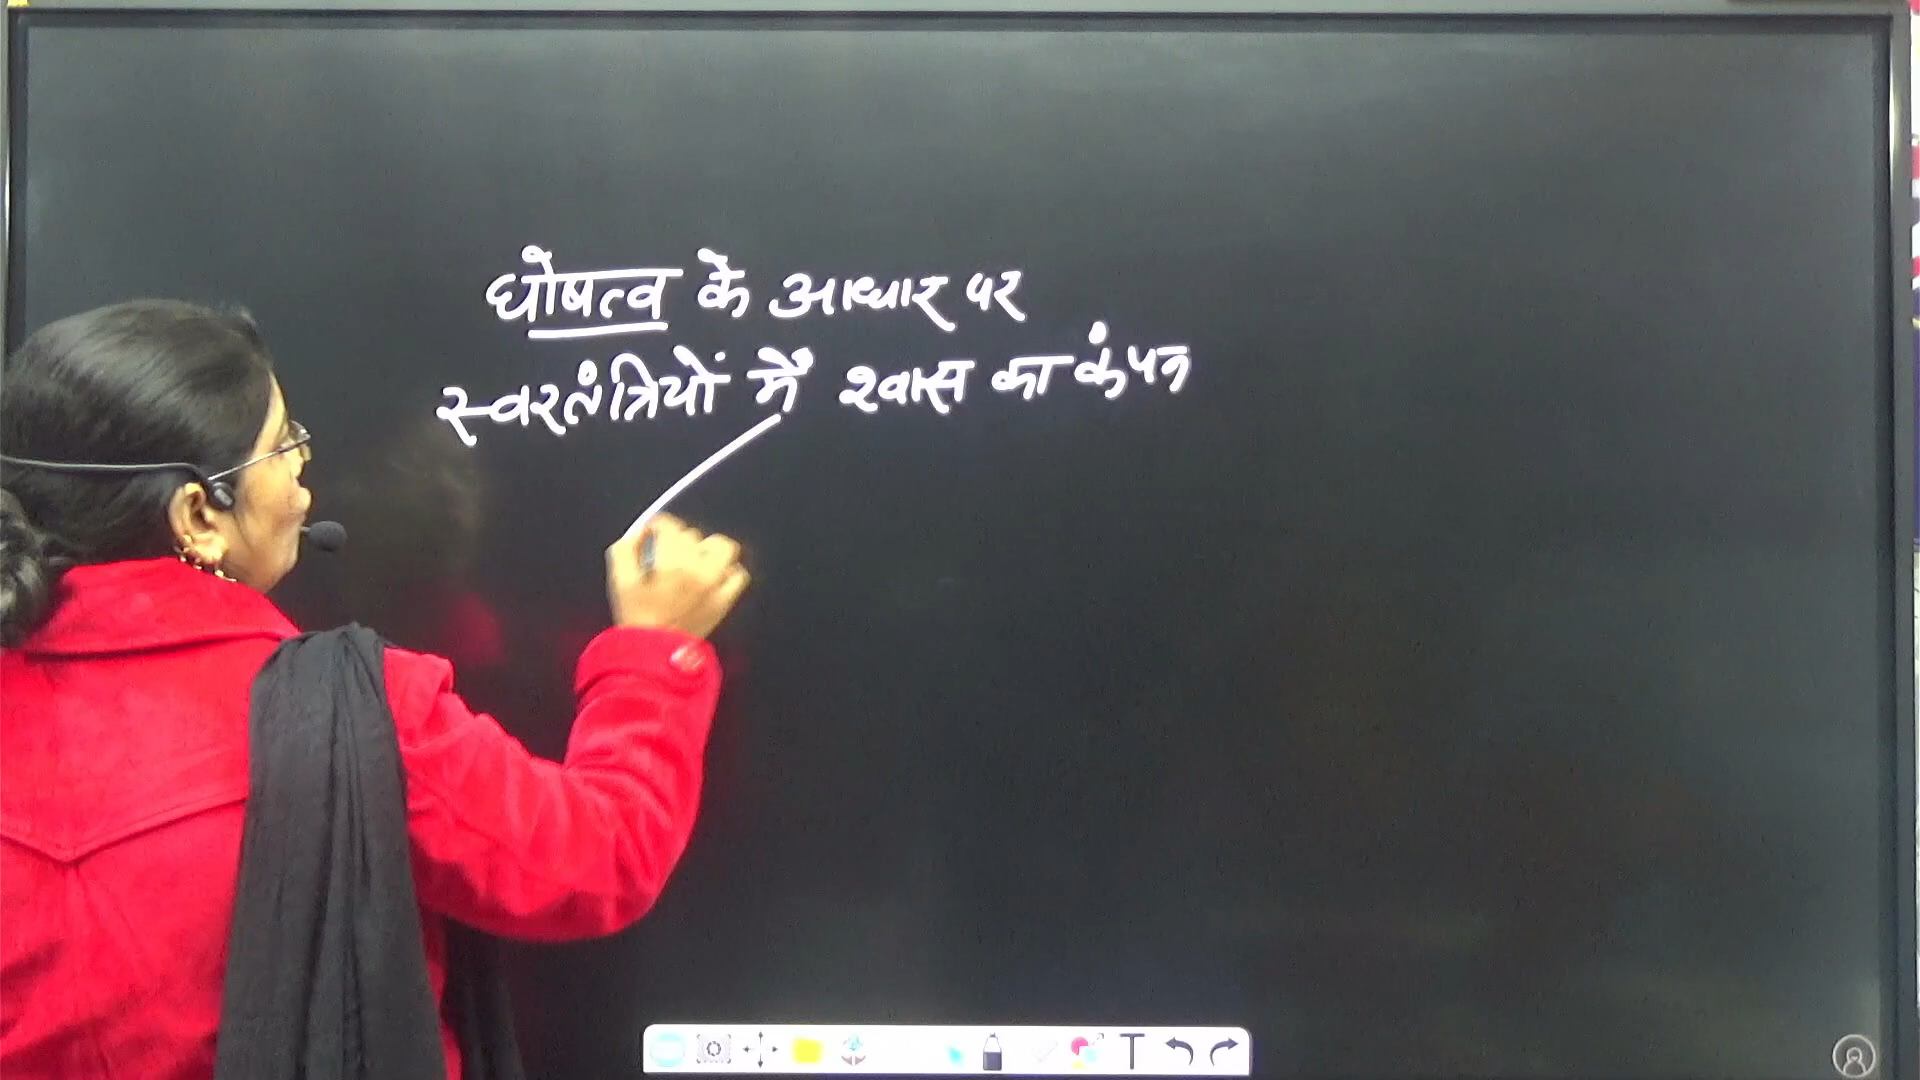 घोषत्व के आधार पर
स्वरतंत्रियों में श्वास का कंपन